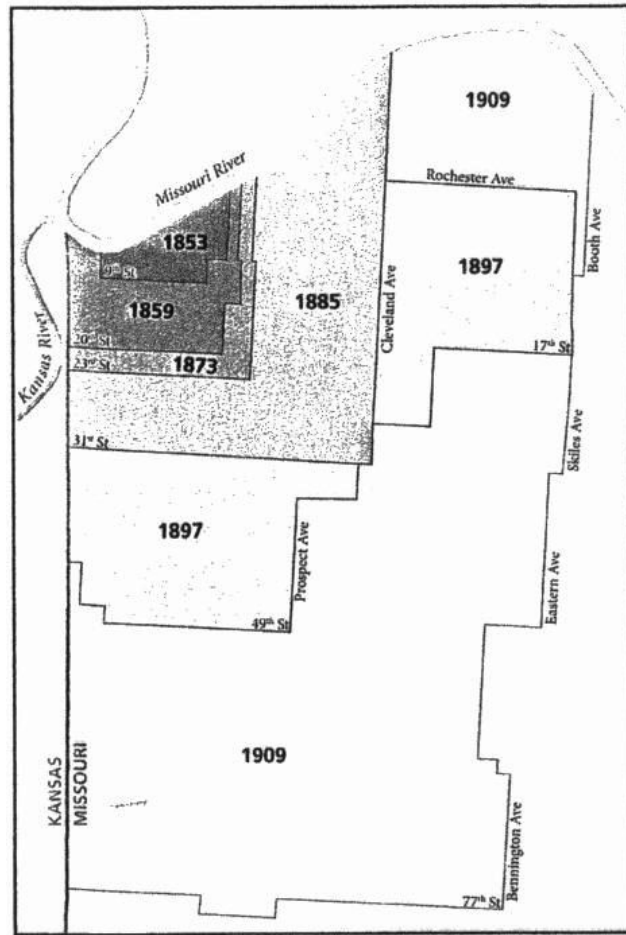 1909
Missouri River
Rochester Ave
1853
9th St
1897
Booth Ave
1859
1885
Cleveland Ave
Kansas River
20th St
23rd St
1873
17th St
31st St
Skiles Ave
1897
Prospect Ave
49th St
Eastern Ave
1909
KANSAS
MISSOURI
Bennington Ave
77th St